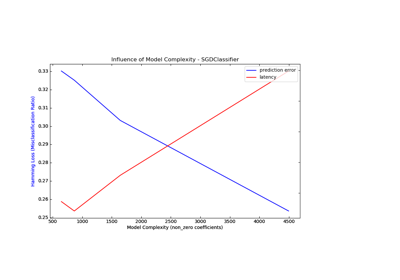 Influence of Model Complexity - SGDClassifier
prediction error
latency
0.33
0.32
0.31
0.30
0.29
0.28
0.27
0.26
0.25
Hamming Loss (Misclassification Ratio)
500 1000 1500 2000 2500 3000 3500 4000 4500
Model Complexity (non_zero coefficients)